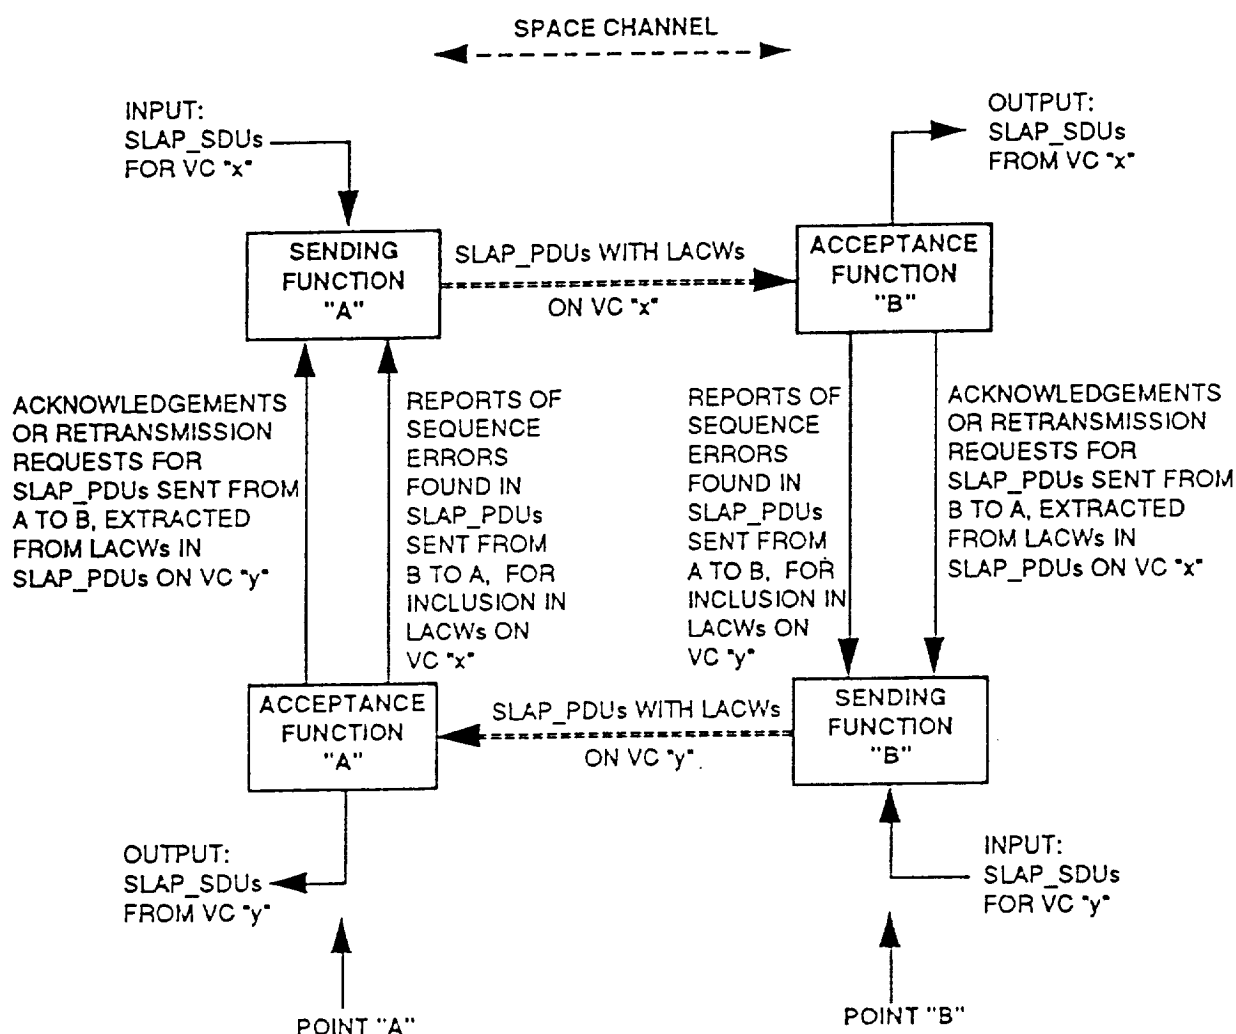 SPACE CHANNEL
INPUT:
SLAP_SDUs
FOR VC "x"
OUTPUT:
SLAP_SDUs
FROM VC "x"
SENDING
FUNCTION
"A"
SLAP_PDUs WITH LACWs
ON VC "x"
ACCEPTANCE
FUNCTION
"B"
ACKNOWLEDGEMENTS
OR RETRANSMISSION
REQUESTS FOR
SLAP_PDUs SENT FROM
A TO B, EXTRACTED
FROM LACWs IN
SLAP_PDUs ON VC "y"
REPORTS OF
SEQUENCE
ERRORS
FOUND IN
SLAP_PDUs
SENT FROM
B TO A, FOR
INCLUSION IN
LACWs ON
VC "x"
REPORTS OF
SEQUENCE
ERRORS
FOUND IN
SLAP_PDUs
SENT FROM
A TO B, FOR
INCLUSION IN
LACWs ON
VC "y"
ACKNOWLEDGEMENTS
OR RETRANSMISSION
REQUESTS FOR
SLAP_PDUs SENT FROM
B TO A, EXTRACTED
FROM LACWs IN
SLAP_PDUs ON VC "x"
ACCEPTANCE
FUNCTION
"A"
SLAP_PDUs WITH LACWs
ON VC "y"
SENDING
FUNCTION
"B"
OUTPUT:
SLAP_SDUs
FROM VC "y"
INPUT:
SLAP_SDUs
FOR VC "y"
POINT "A"
POINT "B"